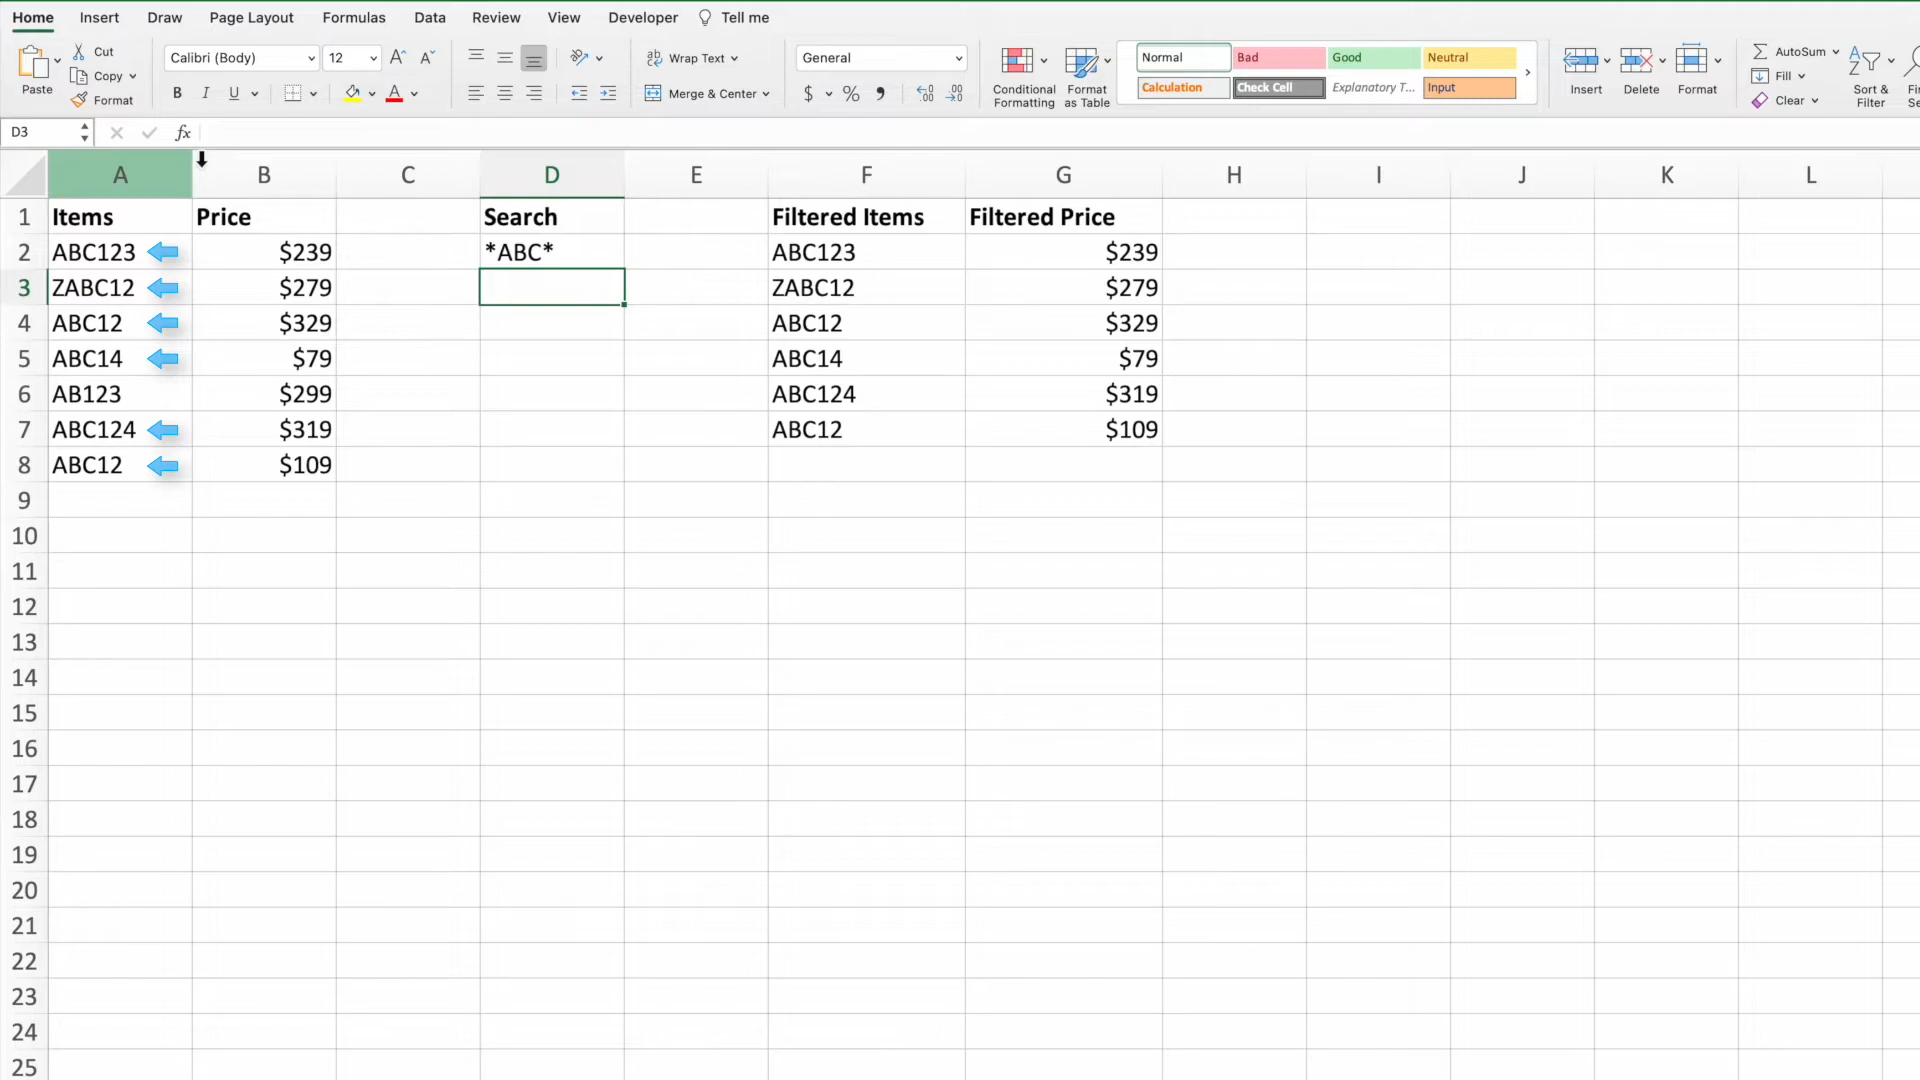 Home Insert Draw Page Layout Formulas Data Review View Developer Tell me
Paste Cut Copy Format
Calibri (Body) 12
B I U A
Wrap Text
Merge & Center
General
$ %
Conditional Formatting
Format as Table
Normal Bad Good Neutral
Calculation Check Cell Explanatory T... Input
Insert Delete Format
AutoSum
Fill
Clear
Sort & Filter
D3 fx
A B C D E F G H I J K L
1 Items Price Search Filtered Items Filtered Price
2 ABC123 $239 *ABC* ABC123 $239
3 ZABC12 $279 ZABC12 $279
4 ABC12 $329 ABC12 $329
5 ABC14 $79 ABC14 $79
6 AB123 $299 ABC124 $319
7 ABC124 $319 ABC12 $109
8 ABC12 $109
9
10
11
12
13
14
15
16
17
18
19
20
21
22
23
24
25